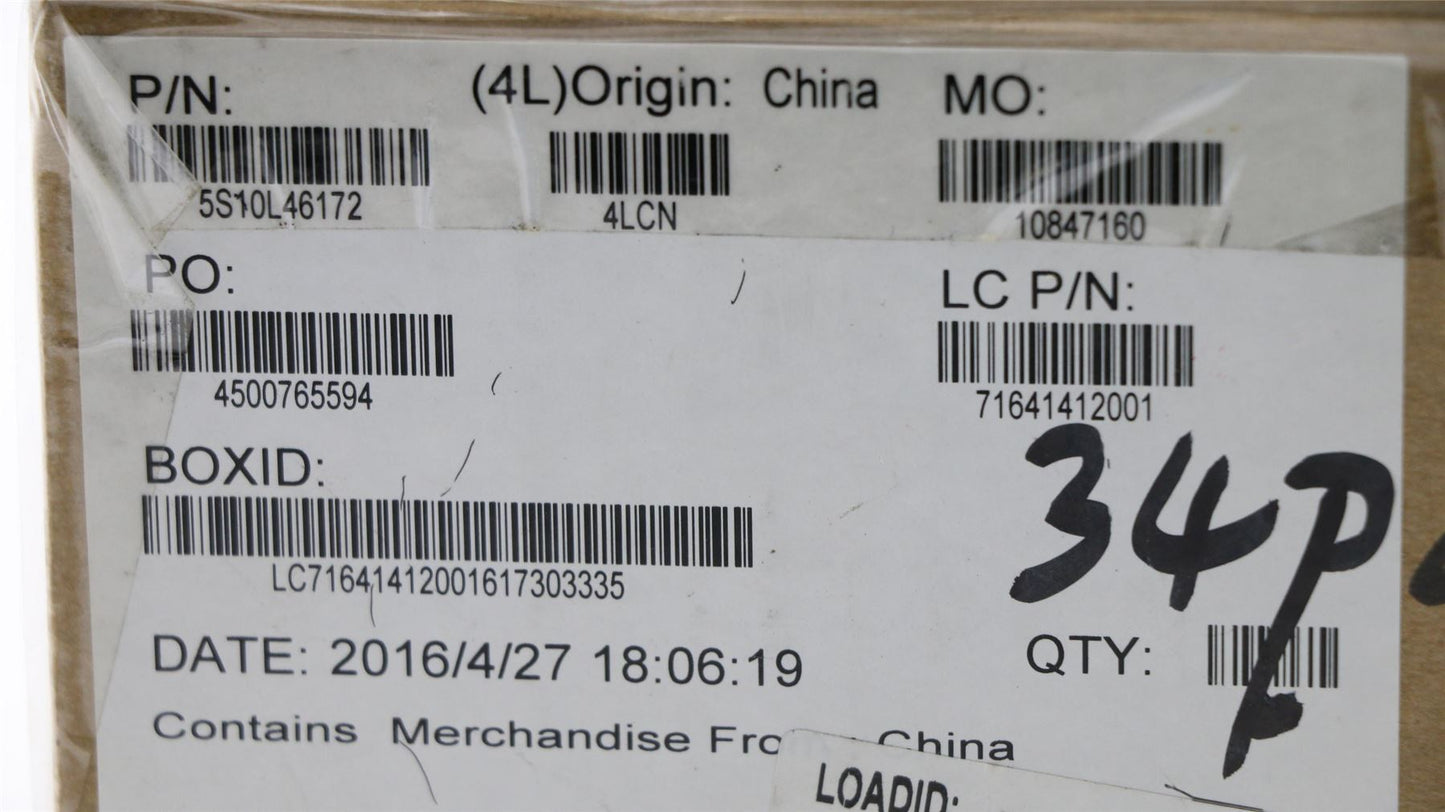 P/N: (4L)Origin: China MO:
5S10L46172 4LCN 10847160
PO: LC P/N:
4500765594 71641412001
BOXID:
LC71641412001617303335
34P
DATE: 2016/4/27 18:06:19 QTY:
Contains Merchandise China
LOADID: